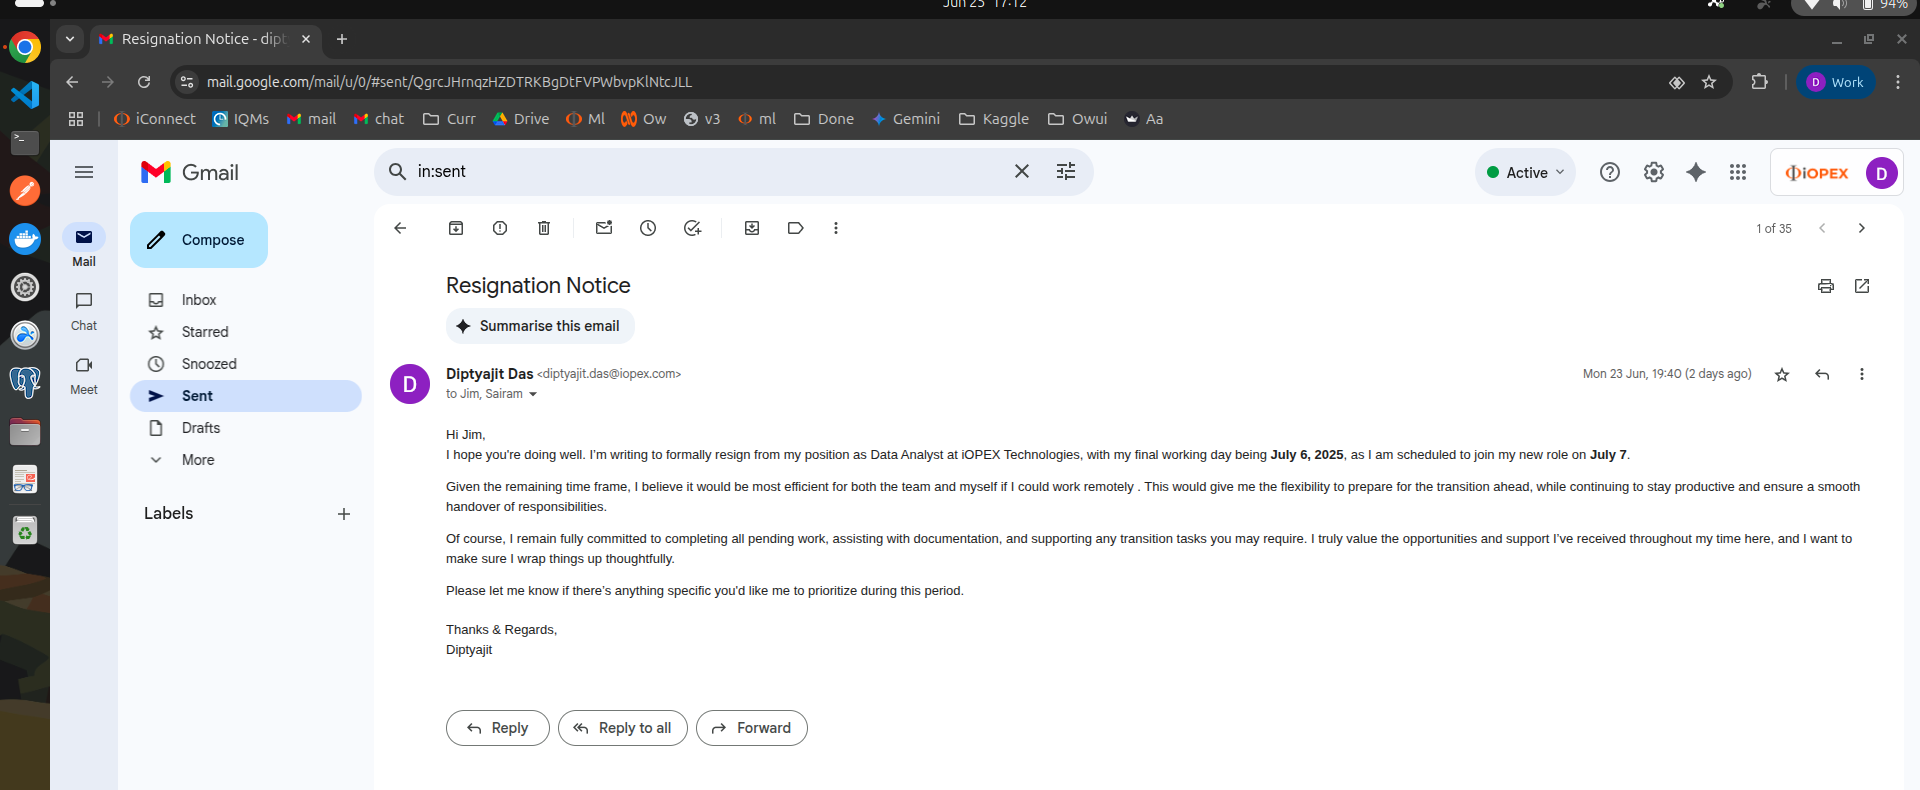 Jun 25 17:12
94%
Resignation Notice - dipt
mail.google.com/mail/u/0/#sent/QgrcJHrnqzHZDTRKBgDtFVPWbvpKlNtcJLL
D Work
iConnect IQMs mail chat Curr Drive Ml Ow v3 ml Done Gemini Kaggle Owui Aa
Gmail
in:sent
Active
iOPEX
D
Compose
Mail
Chat
Meet
Inbox
Starred
Snoozed
Sent
Drafts
More
Labels
1 of 35
Resignation Notice
Summarise this email
D
Diptyajit Das <diptyajit.das@iopex.com>
Mon 23 Jun, 19:40 (2 days ago)
to Jim, Sairam
Hi Jim,
I hope you're doing well. I’m writing to formally resign from my position as Data Analyst at iOPEX Technologies, with my final working day being July 6, 2025, as I am scheduled to join my new role on July 7.
Given the remaining time frame, I believe it would be most efficient for both the team and myself if I could work remotely . This would give me the flexibility to prepare for the transition ahead, while continuing to stay productive and ensure a smooth
handover of responsibilities.
Of course, I remain fully committed to completing all pending work, assisting with documentation, and supporting any transition tasks you may require. I truly value the opportunities and support I’ve received throughout my time here, and I want to
make sure I wrap things up thoughtfully.
Please let me know if there’s anything specific you'd like me to prioritize during this period.
Thanks & Regards,
Diptyajit
Reply
Reply to all
Forward